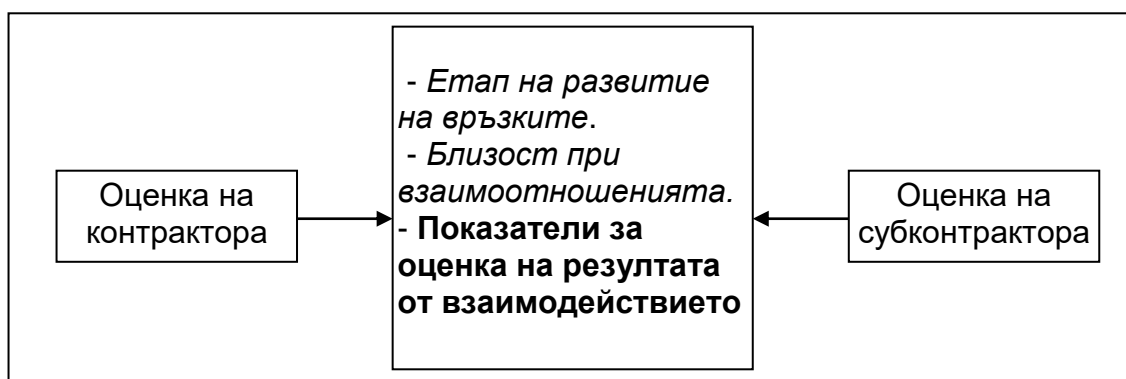 Оценка на
контрактора
- Етап на развитие
на връзките.
- Близост при
взаимоотношенията.
- Показатели за
оценка на резултата
от взаимодействието
Оценка на
субконтрактора